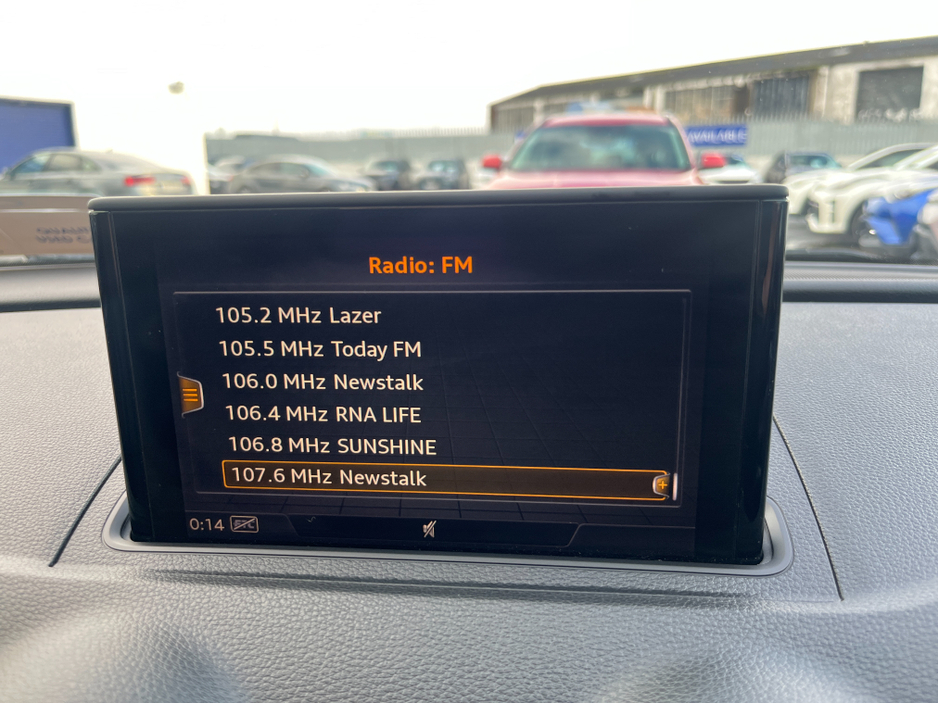 AVAILABLE
Radio: FM
105.2 MHz Lazer
105.5 MHz Today FM
106.0 MHz Newstalk
106.4 MHz RNA LIFE
106.8 MHz SUNSHINE
107.6 MHz Newstalk
0:14